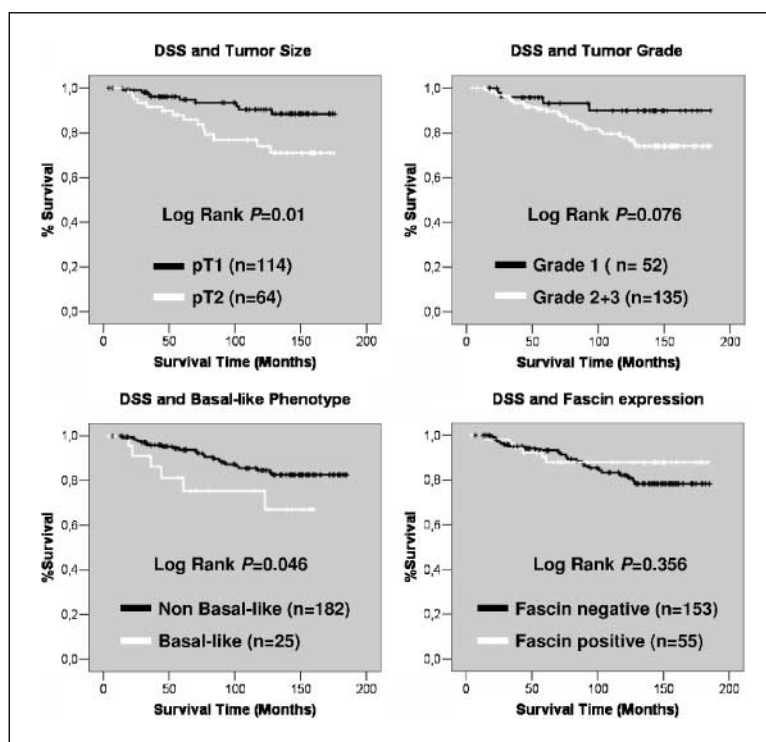 DSS and Tumor Size
1,0
0,8
0,6
0,4
0,2
0,0
% Survival
Log Rank P=0.01
pT1 (n=114)
pT2 (n=64)
0 50 100 150 200
Survival Time (Months)
DSS and Tumor Grade
1,0
0,8
0,6
0,4
0,2
0,0
% Survival
Log Rank P=0.076
Grade 1 ( n= 52)
Grade 2+3 (n=135)
0 50 100 150 200
Survival Time (Months)
DSS and Basal-like Phenotype
1,0
0,8
0,6
0,4
0,2
0,0
%Survival
Log Rank P=0.046
Non Basal-like (n=182)
Basal-like (n=25)
0 50 100 150 200
Survival Time (Months)
DSS and Fascin expression
1,0
0,8
0,6
0,4
0,2
0,0
%Survival
Log Rank P=0.356
Fascin negative (n=153)
Fascin positive (n=55)
0 50 100 150 200
Survival Time (Months)